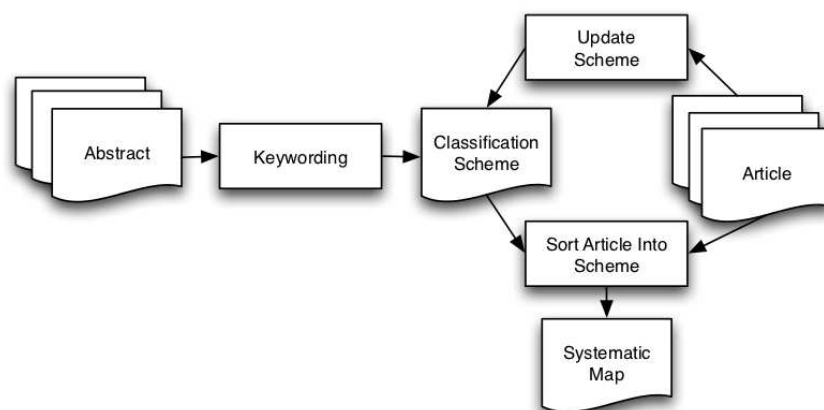 Update
Scheme
Abstract
Keywording
Classification
Scheme
Article
Sort Article Into
Scheme
Systematic
Map